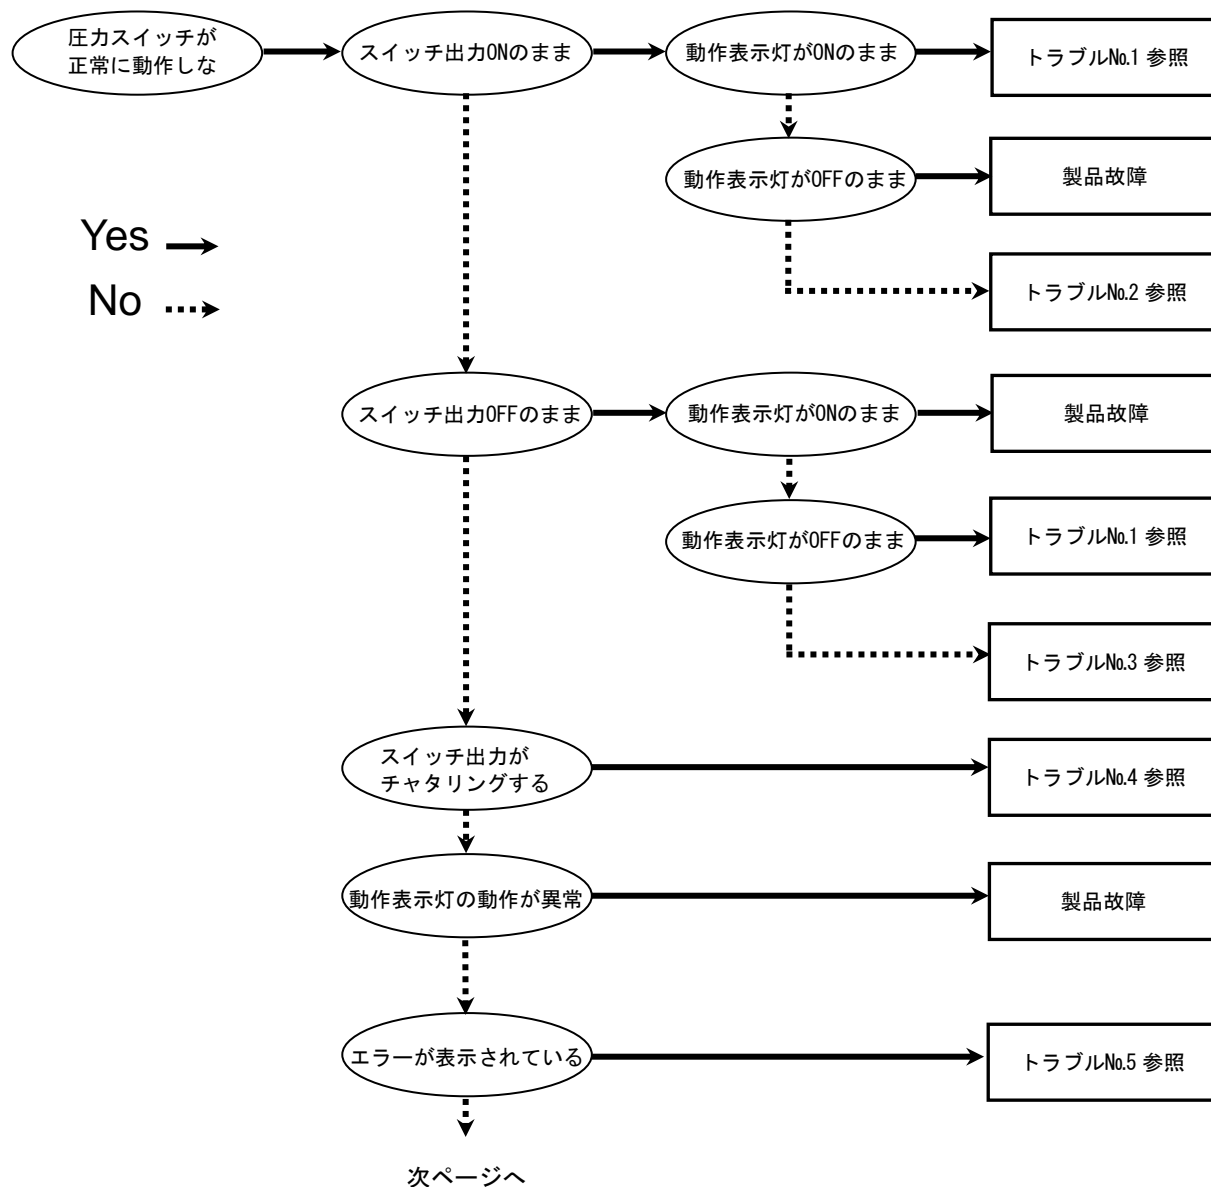 圧力スイッチが
正常に動作しな
スイッチ出力ONのまま
動作表示灯がONのまま
トラブル№1 参照
動作表示灯がOFFのまま
製品故障
Yes
No
トラブル№2 参照
スイッチ出力OFFのまま
動作表示灯がONのまま
製品故障
動作表示灯がOFFのまま
トラブル№1 参照
トラブル№3 参照
スイッチ出力が
チャタリングする
トラブル№4 参照
動作表示灯の動作が異常
製品故障
エラーが表示されている
トラブル№5 参照
次ページへ